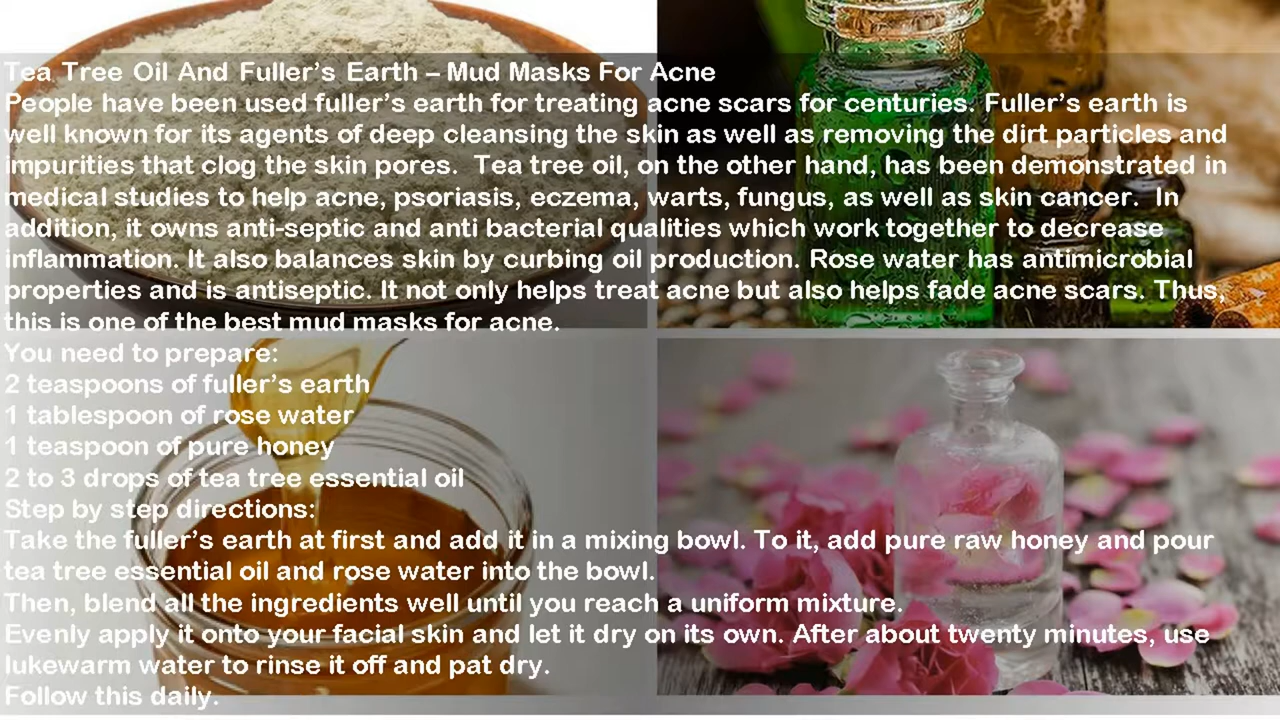 Tea Tree Oil And Fuller’s Earth – Mud Masks For Acne
People have been used fuller’s earth for treating acne scars for centuries. Fuller’s earth is
well known for its agents of deep cleansing the skin as well as removing the dirt particles and
impurities that clog the skin pores.  Tea tree oil, on the other hand, has been demonstrated in
medical studies to help acne, psoriasis, eczema, warts, fungus, as well as skin cancer.  In
addition, it owns anti-septic and anti bacterial qualities which work together to decrease
inflammation. It also balances skin by curbing oil production. Rose water has antimicrobial
properties and is antiseptic. It not only helps treat acne but also helps fade acne scars. Thus,
this is one of the best mud masks for acne.
You need to prepare:
2 teaspoons of fuller’s earth
1 tablespoon of rose water
1 teaspoon of pure honey
2 to 3 drops of tea tree essential oil
Step by step directions:
Take the fuller’s earth at first and add it in a mixing bowl. To it, add pure raw honey and pour
tea tree essential oil and rose water into the bowl.
Then, blend all the ingredients well until you reach a uniform mixture.
Evenly apply it onto your facial skin and let it dry on its own. After about twenty minutes, use
lukewarm water to rinse it off and pat dry.
Follow this daily.